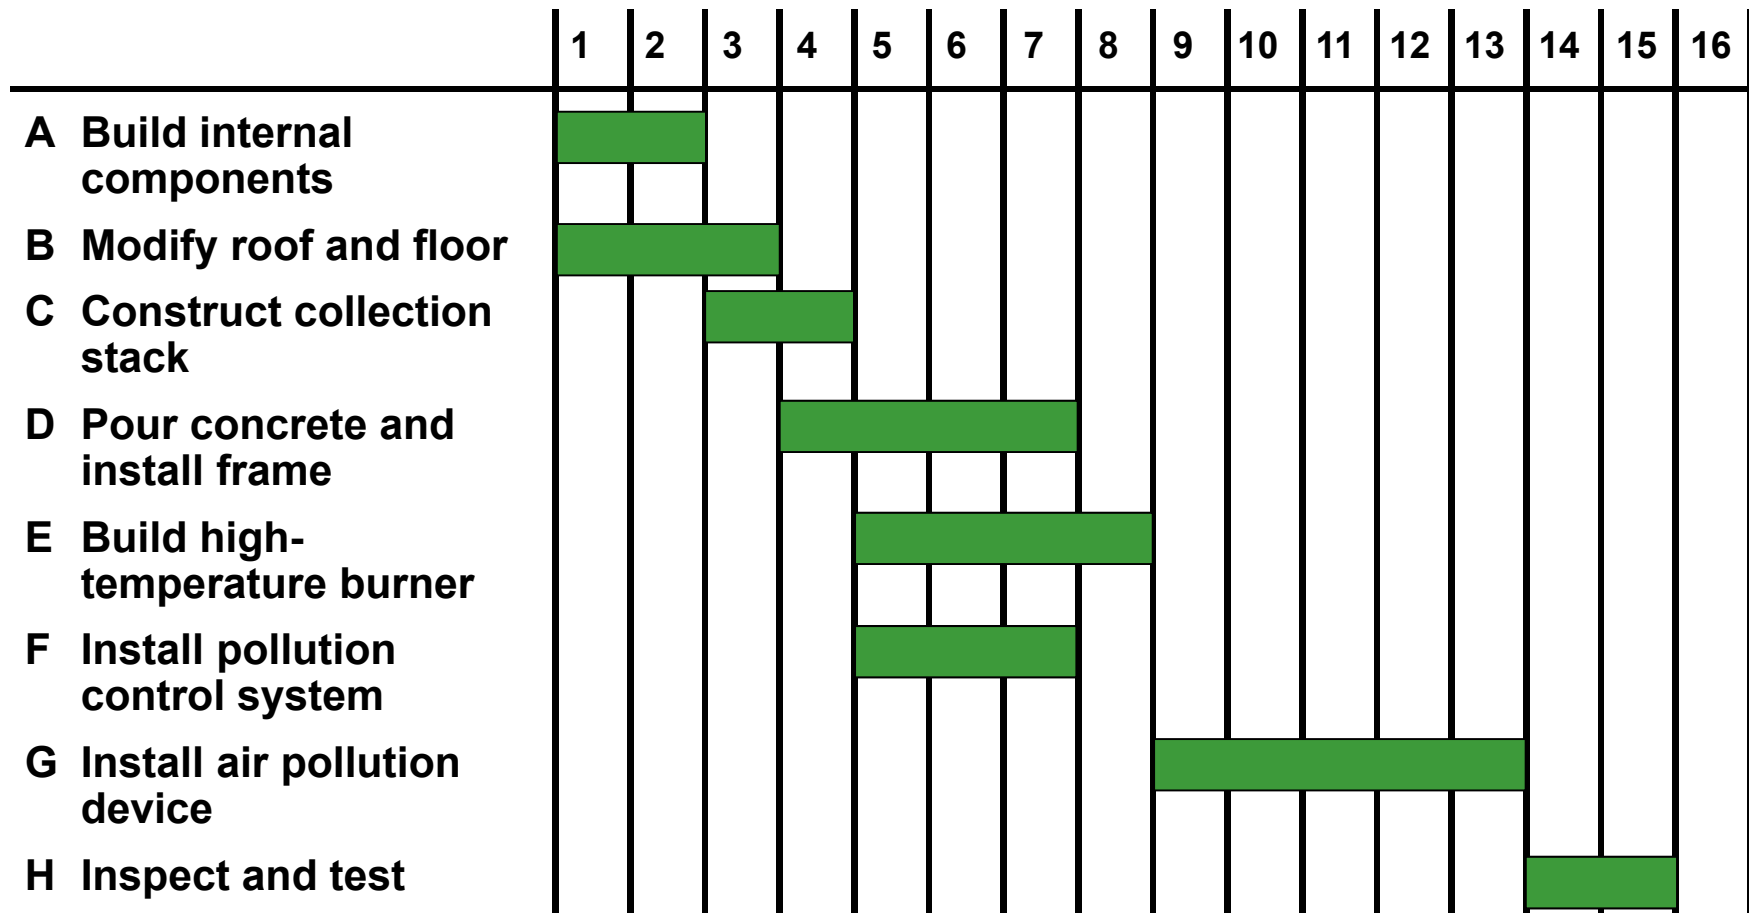 1 2 3 4 5 6 7 8 9 10 11 12 13 14 15 16
A Build internal
components
B Modify roof and floor
C Construct collection
stack
D Pour concrete and
install frame
E Build high-
temperature burner
F Install pollution
control system
G Install air pollution
device
H Inspect and test